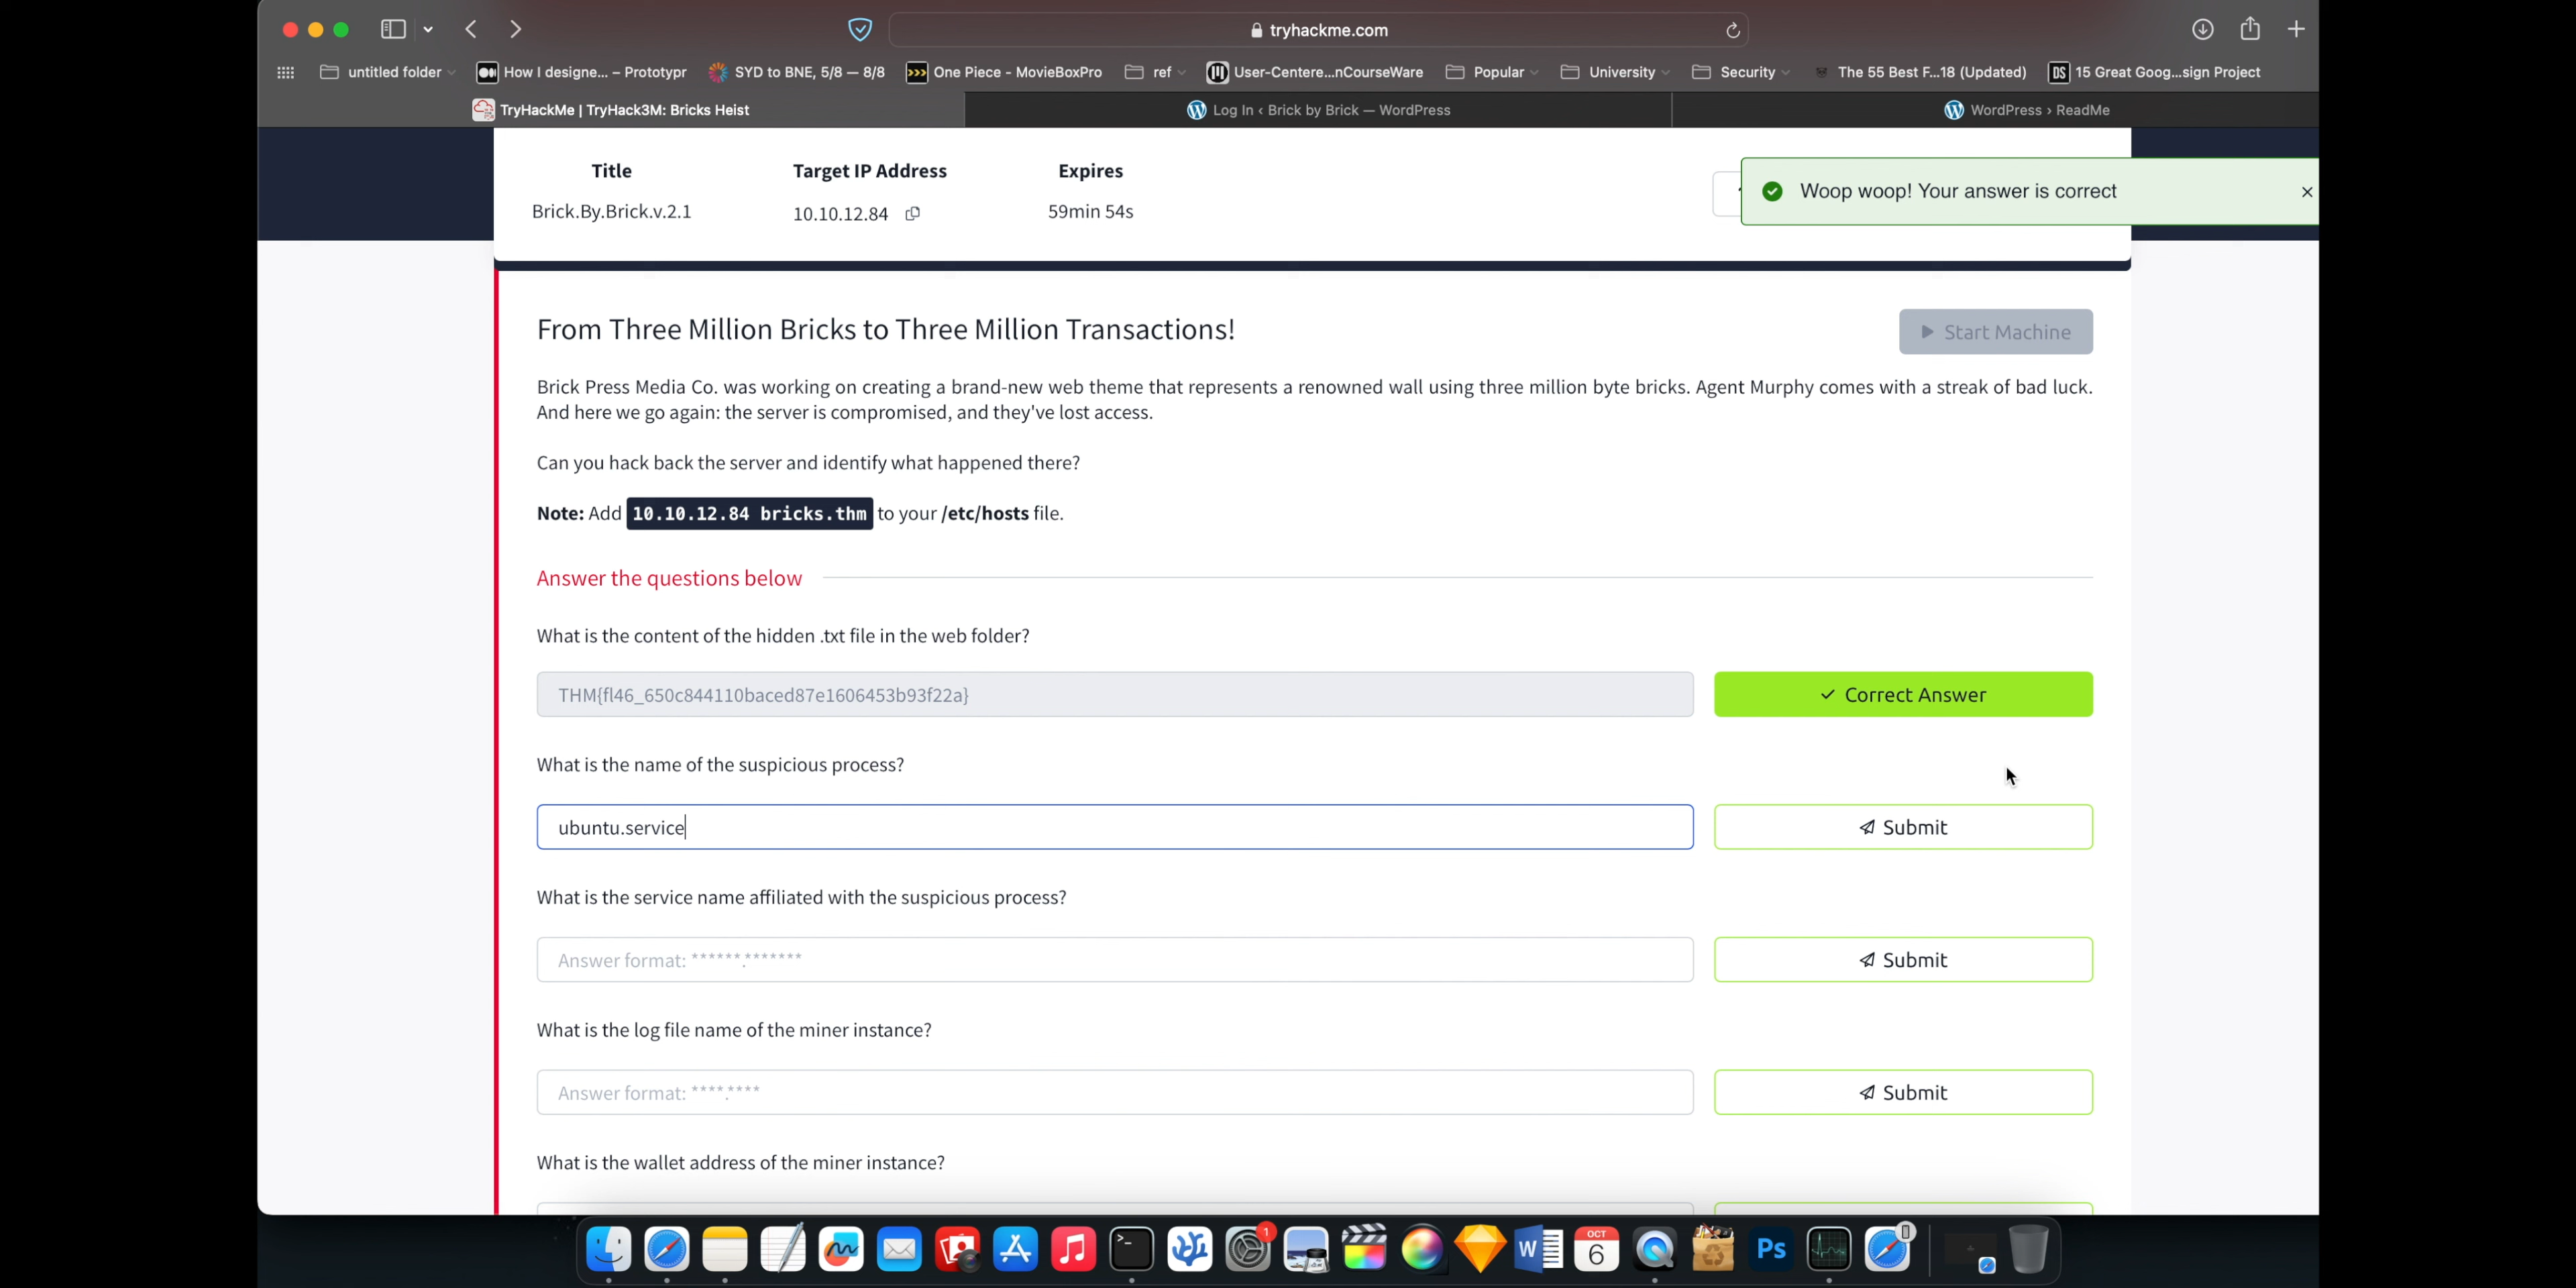 tryhackme.com
untitled folder
How I designe... – Prototypr
SYD to BNE, 5/8 — 8/8
One Piece - MovieBoxPro
ref
User-Centere...nCourseWare
Popular
University
Security
The 55 Best F...18 (Updated)
DS
15 Great Goog...sign Project
TryHackMe | TryHack3M: Bricks Heist
Log In ‹ Brick by Brick — WordPress
WordPress › ReadMe
Title
Target IP Address
Expires
Brick.By.Brick.v.2.1
10.10.12.84
59min 54s
Woop woop! Your answer is correct
From Three Million Bricks to Three Million Transactions!
Start Machine
Brick Press Media Co. was working on creating a brand-new web theme that represents a renowned wall using three million byte bricks. Agent Murphy comes with a streak of bad luck.
And here we go again: the server is compromised, and they've lost access.
Can you hack back the server and identify what happened there?
Note: Add 10.10.12.84 bricks.thm to your /etc/hosts file.
Answer the questions below
What is the content of the hidden .txt file in the web folder?
THM{fl46_650c844110baced87e1606453b93f22a}
Correct Answer
What is the name of the suspicious process?
ubuntu.service
Submit
What is the service name affiliated with the suspicious process?
Answer format: ******.*******
Submit
What is the log file name of the miner instance?
Answer format: ****.****
Submit
What is the wallet address of the miner instance?
1
W
OCT
6
Ps